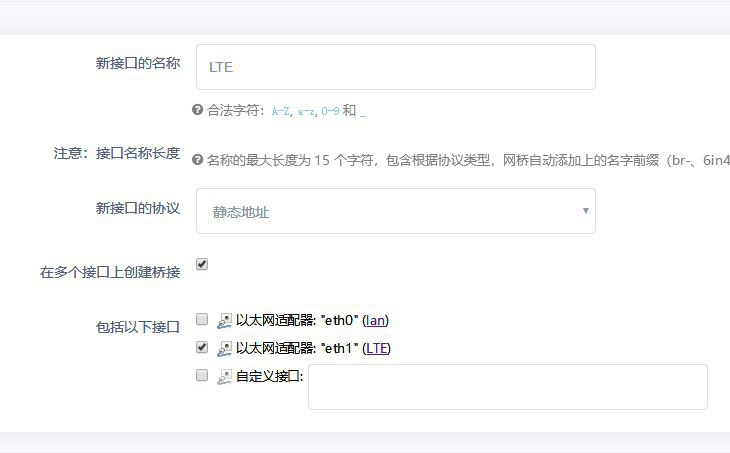 新接口的名称 LTE
合法字符：A-Z, a-z, 0-9 和 _
注意：接口名称长度 名称的最大长度为 15 个字符，包含根据协议类型，网桥自动添加上的名字前缀（br-、6in4
新接口的协议 静态地址
在多个接口上创建桥接
包括以下接口 以太网适配器: "eth0" (lan)
以太网适配器: "eth1" (LTE)
自定义接口: